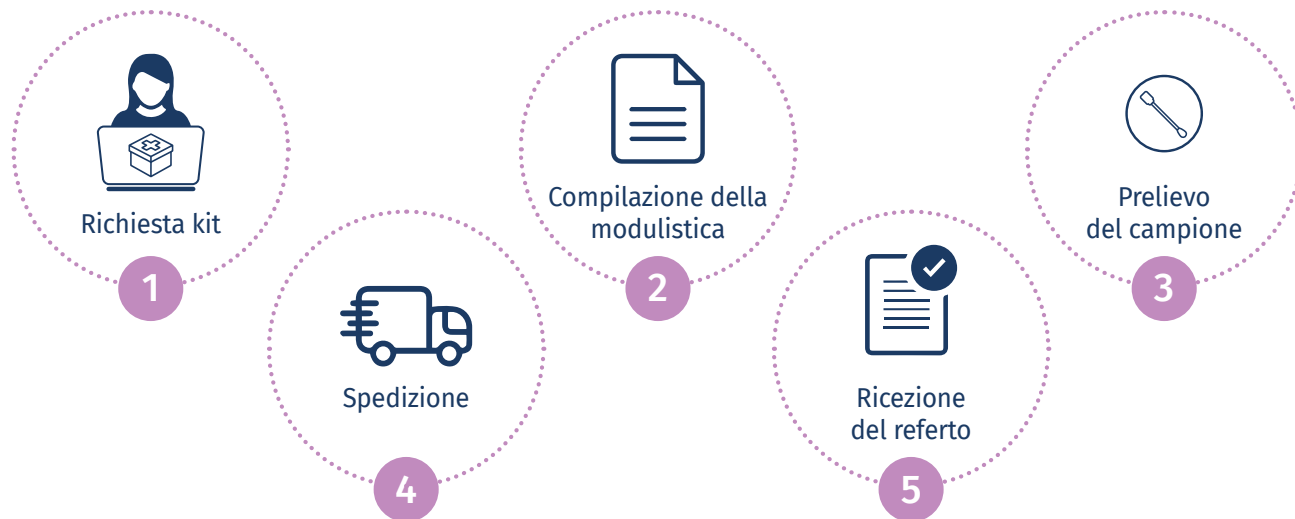 Richiesta kit
1
Compilazione della
modulistica
2
Prelievo
del campione
3
Spedizione
4
Ricezione
del referto
5